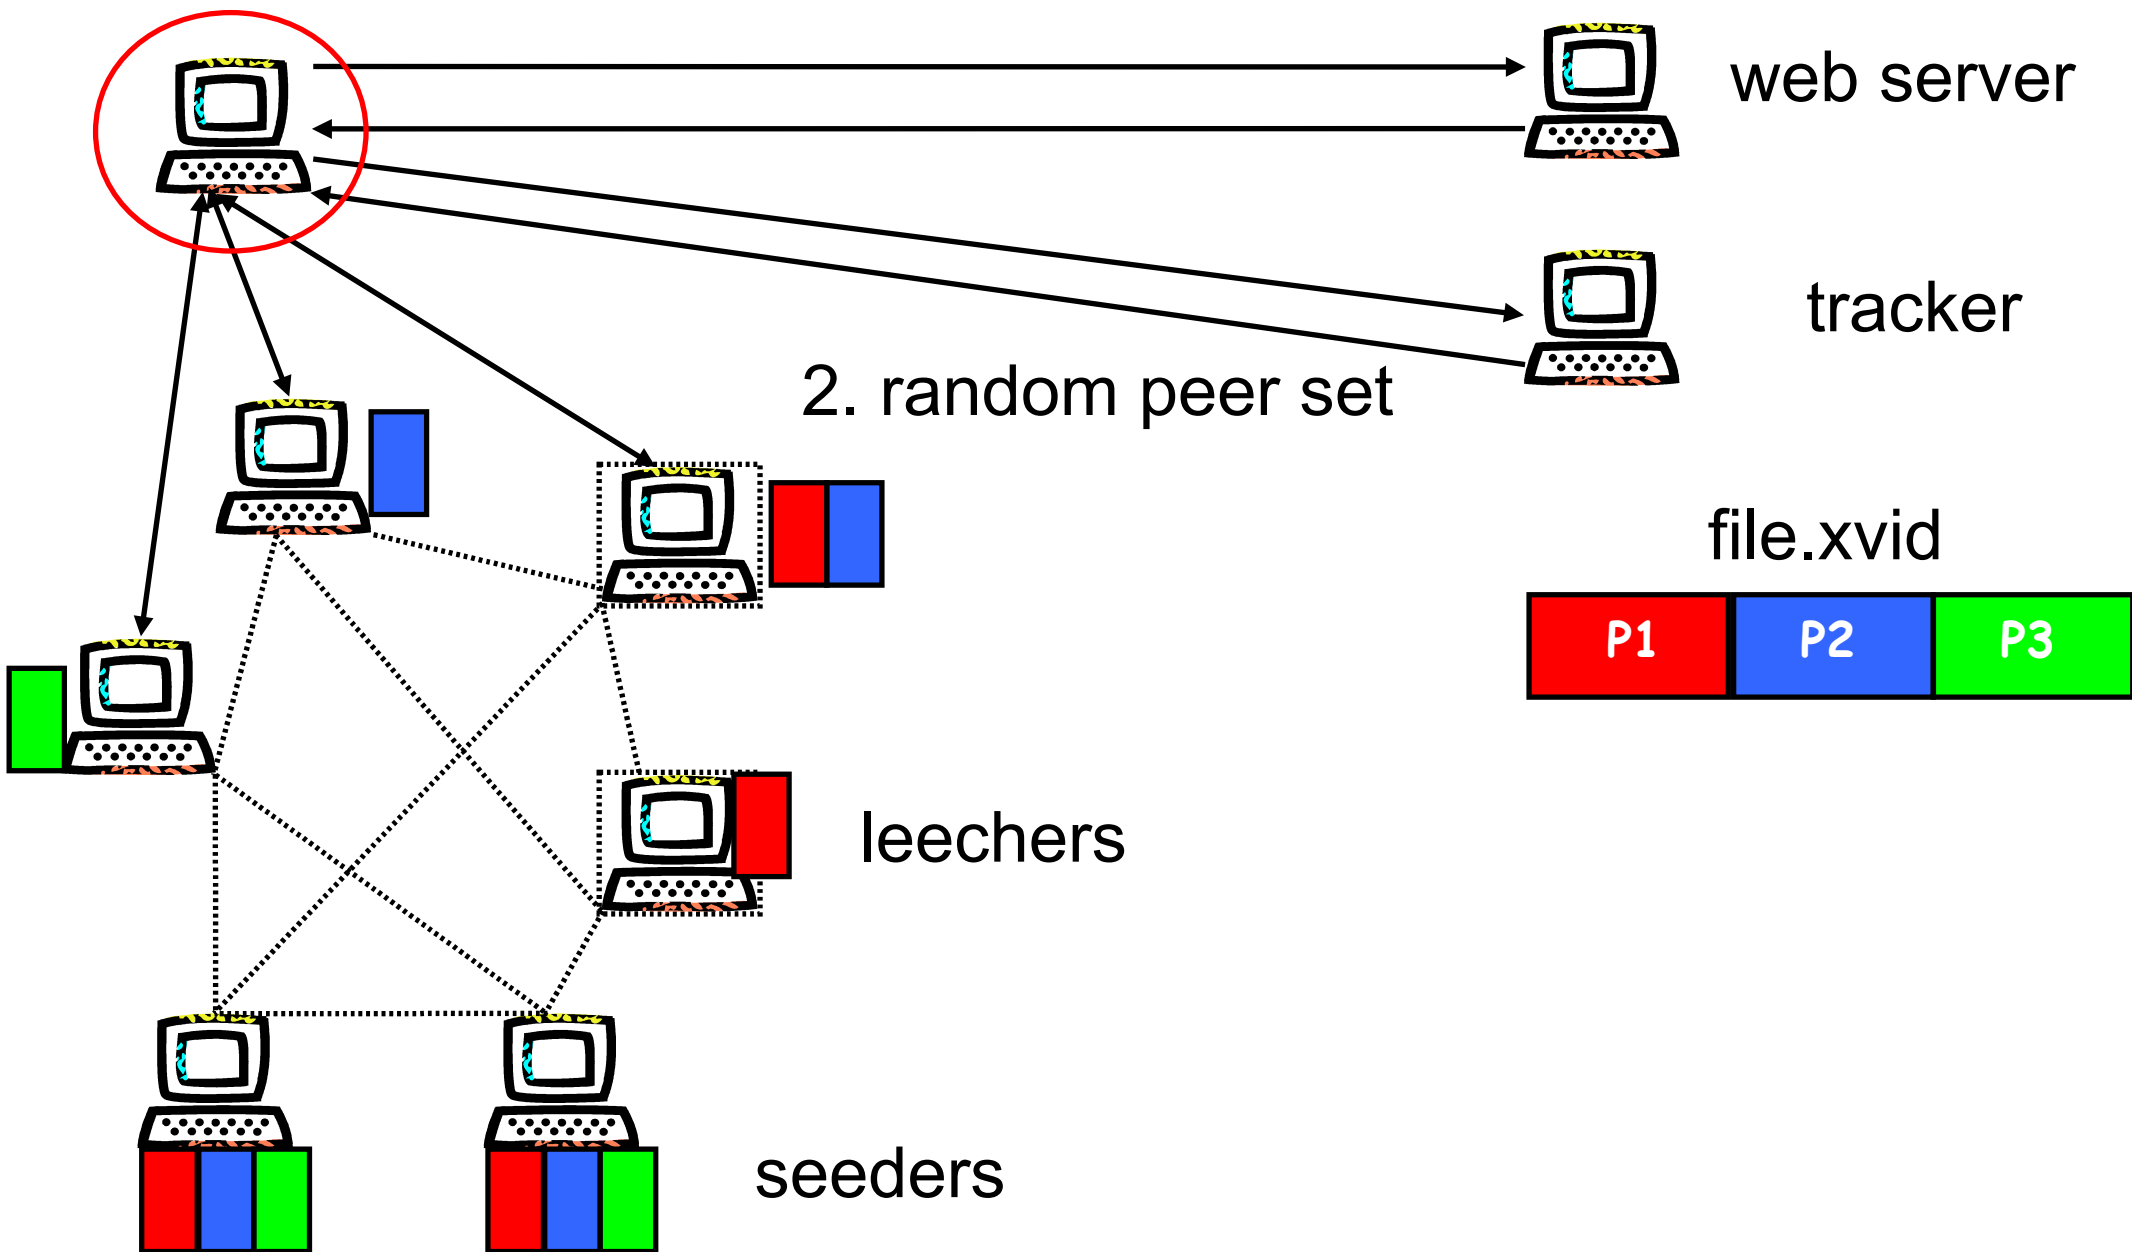 web server
tracker
2. random peer set
file.xvid
P1 P2 P3
leechers
seeders